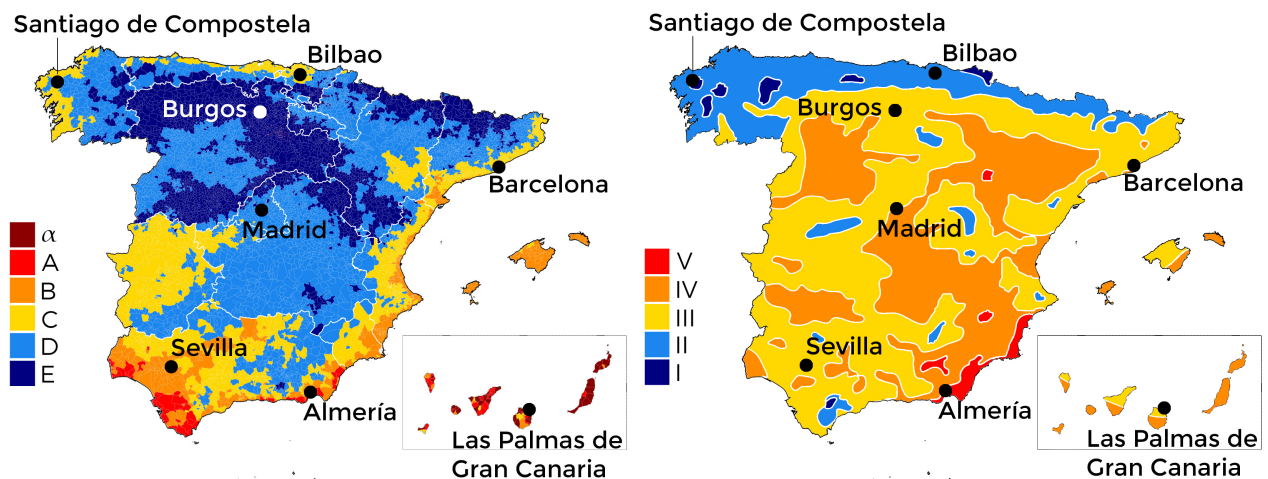 Santiago de Compostela
Bilbao
Burgos
Barcelona
Madrid
α
A
B
C
D
E
Sevilla
Almería
Las Palmas de
Gran Canaria
Santiago de Compostela
Bilbao
Burgos
Barcelona
Madrid
V
IV
III
II
I
Sevilla
Almería
Las Palmas de
Gran Canaria